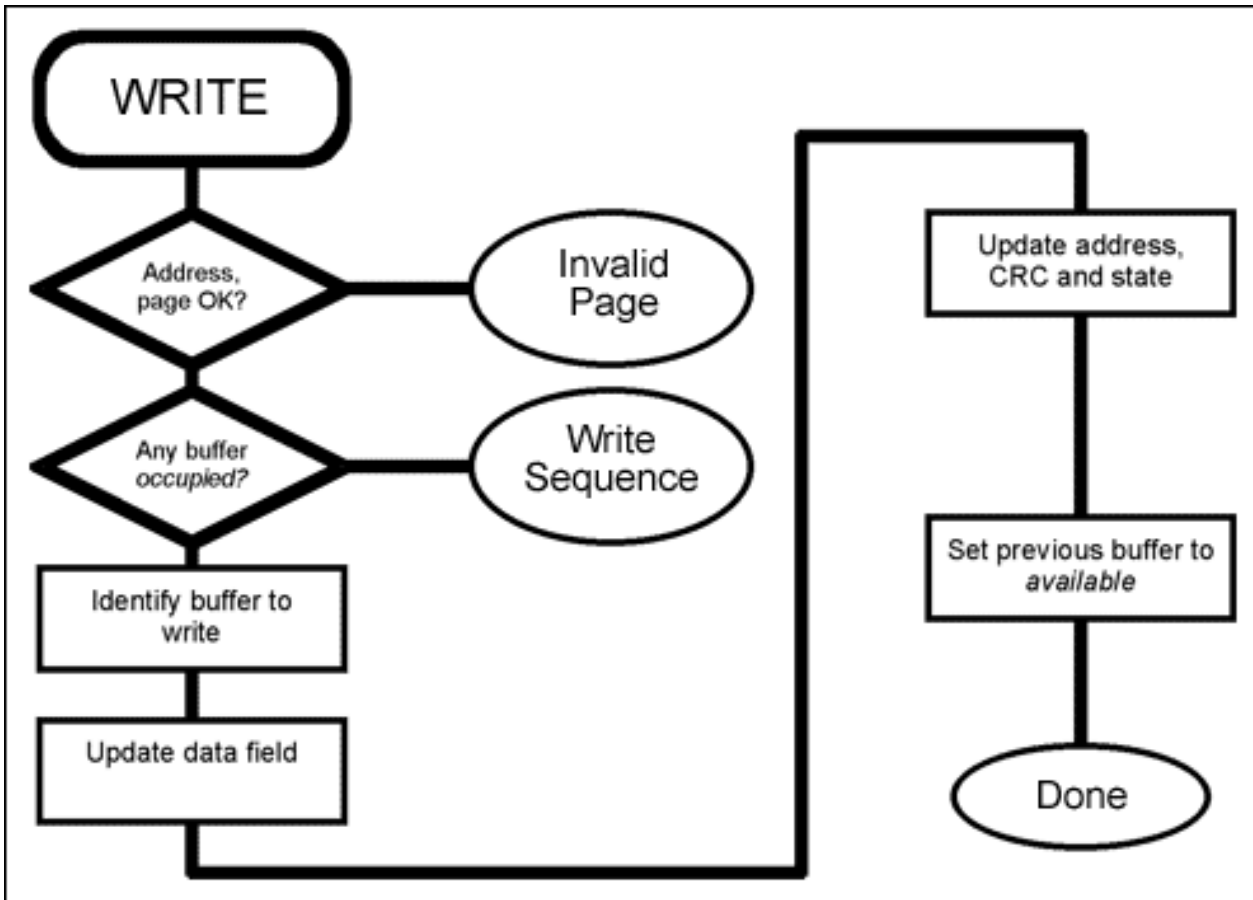 WRITE
Address,
page OK?
Invalid
Page
Any buffer
occupied?
Write
Sequence
Identify buffer to
write
Update data field
Update address,
CRC and state
Set previous buffer to
available
Done